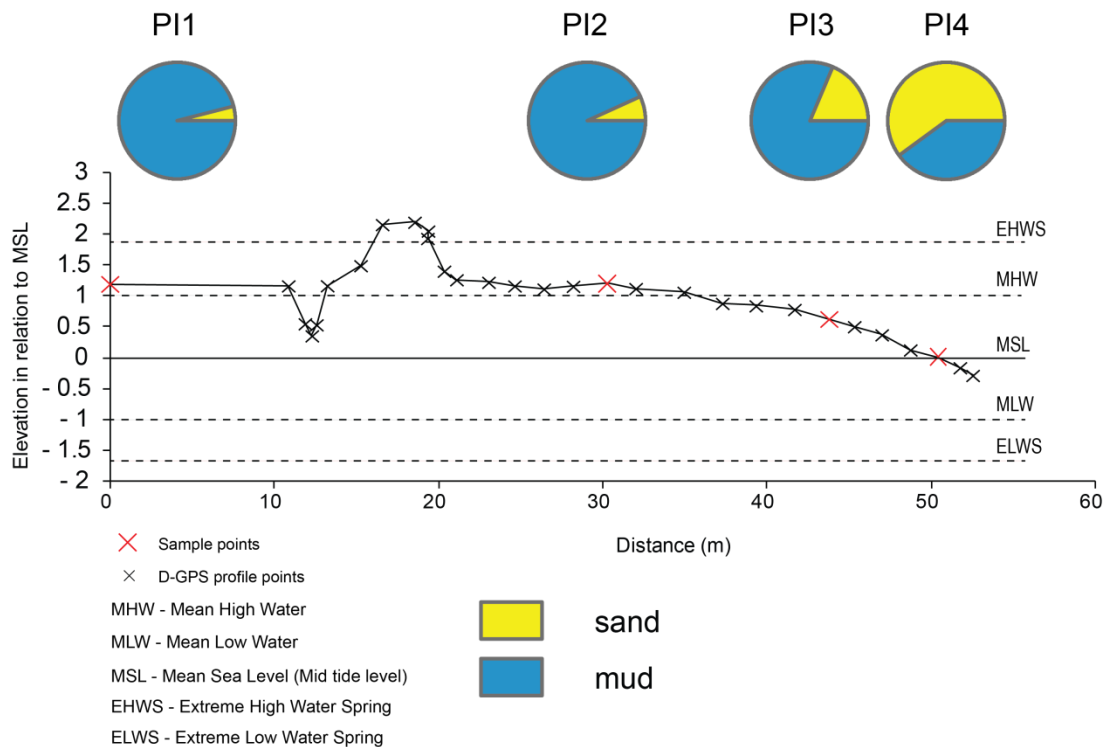 PI1 PI2 PI3 PI4
Elevation in relation to MSL
3
2.5
2
1.5
1
0.5
0
- 0.5
- 1
- 1.5
- 2
EHWS
MHW
MSL
MLW
ELWS
0 10 20 30 40 50 60
Distance (m)
Sample points
D-GPS profile points
MHW - Mean High Water
MLW - Mean Low Water
MSL - Mean Sea Level (Mid tide level)
EHWS - Extreme High Water Spring
ELWS - Extreme Low Water Spring
sand
mud